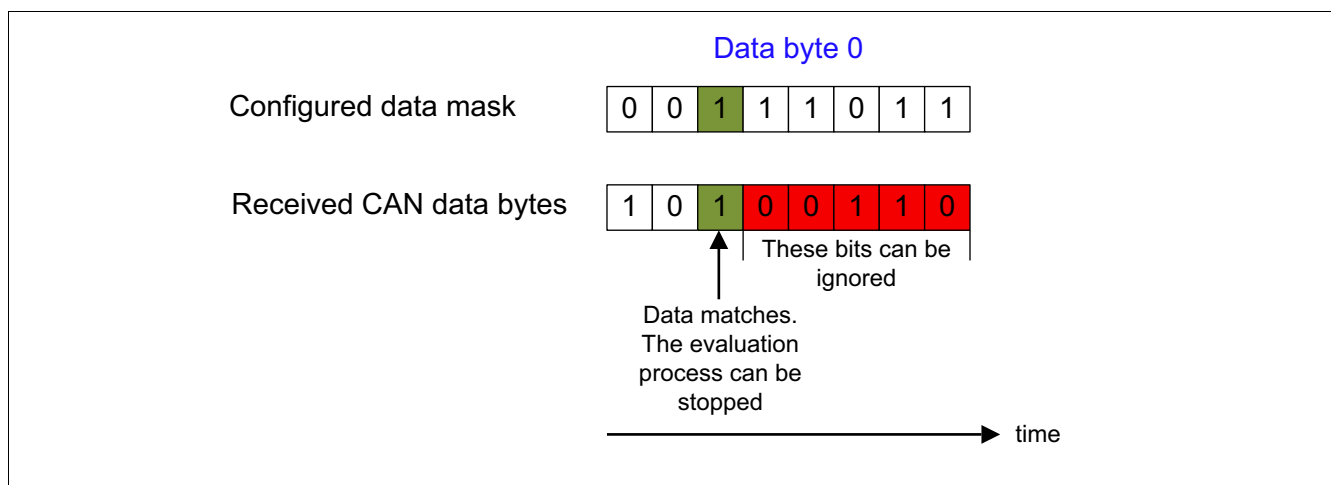 Data byte 0
Configured data mask 0 0 1 1 1 0 1 1
Received CAN data bytes 1 0 1 0 0 1 1 0
These bits can be
ignored
Data matches.
The evaluation
process can be
stopped
time